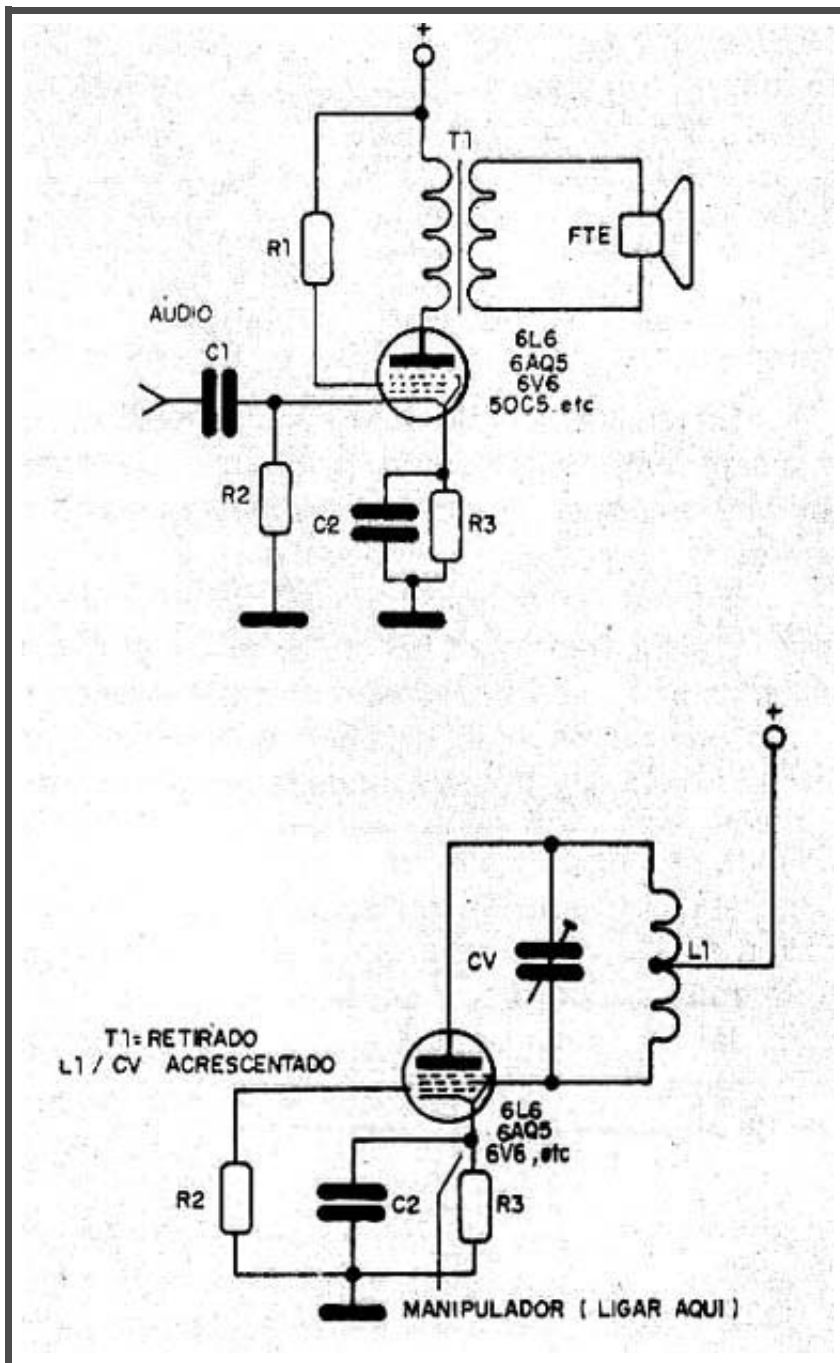 +
T1
R1
FTE
AUDIO
C1
6L6
6AQ5
6V6
50C5.etc
R2
C2
R3
+
CV
L1
T1= RETIRADO
L1 / CV ACRESCENTADO
6L6
6AQ5
6V6, etc
R2
C2
R3
MANIPULADOR ( LIGAR AQUI )